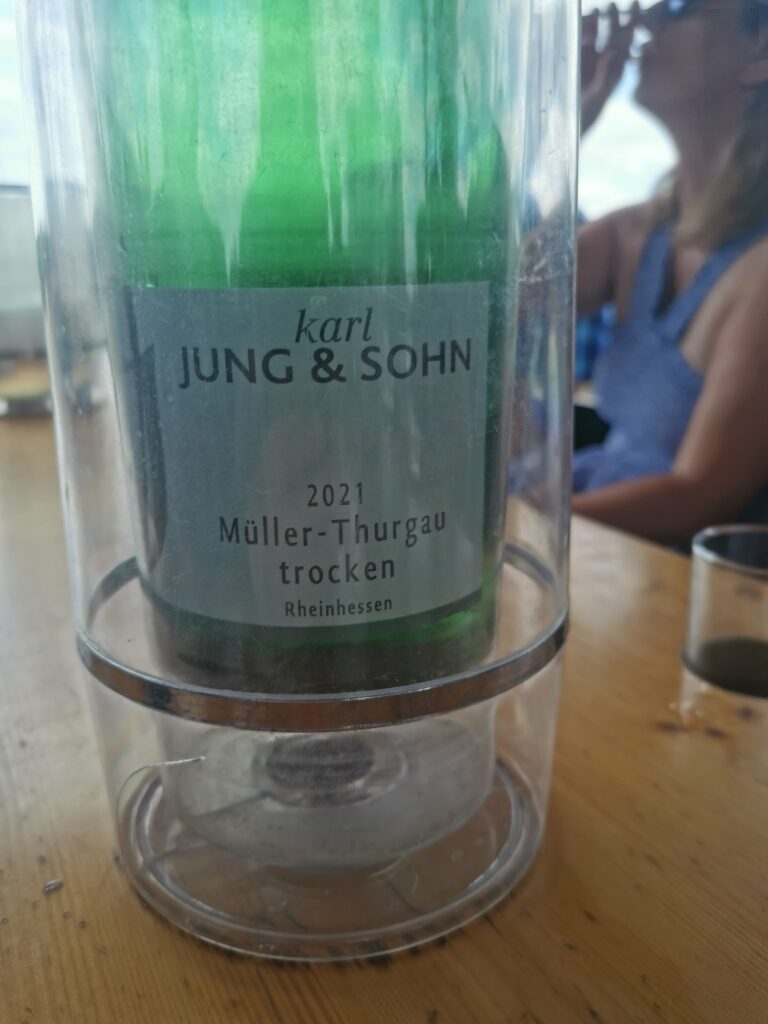 karl
JUNG & SOHN
2021
Müller-Thurgau
trocken
Rheinhessen